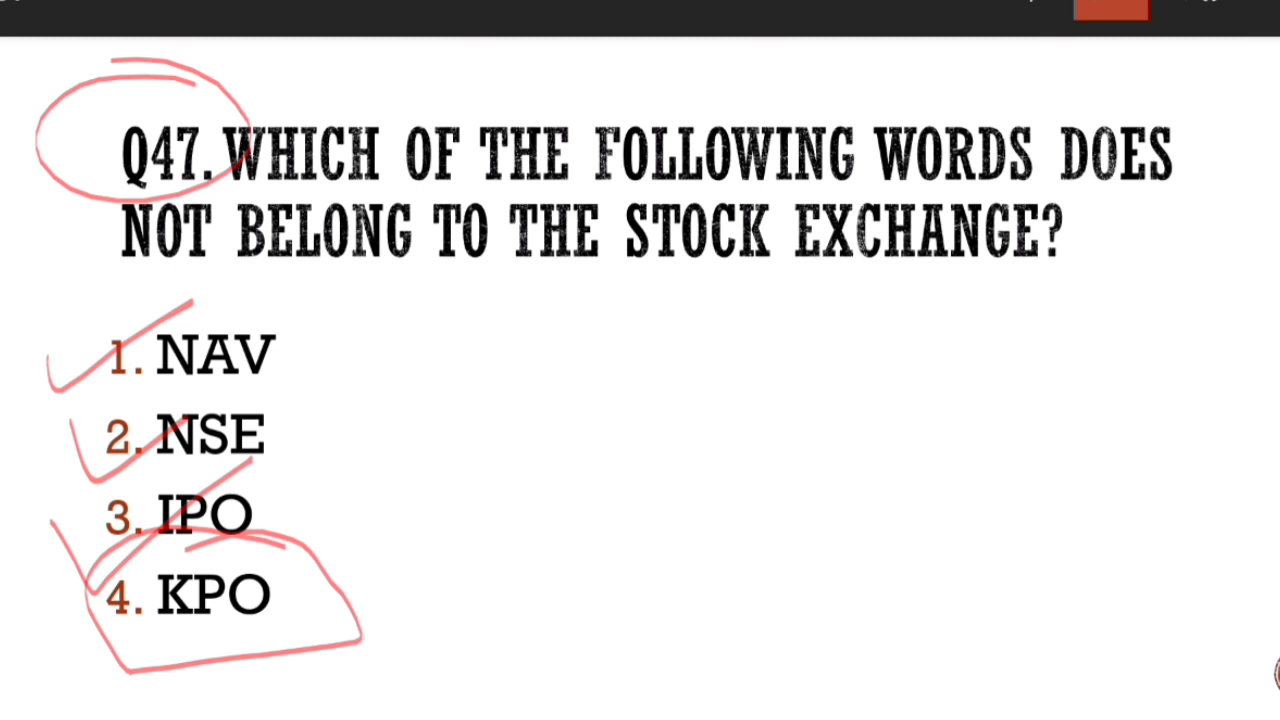 Q47. WHICH OF THE FOLLOWING WORDS DOES
NOT BELONG TO THE STOCK EXCHANGE?
1. NAV
2. NSE
3. IPO
4. KPO